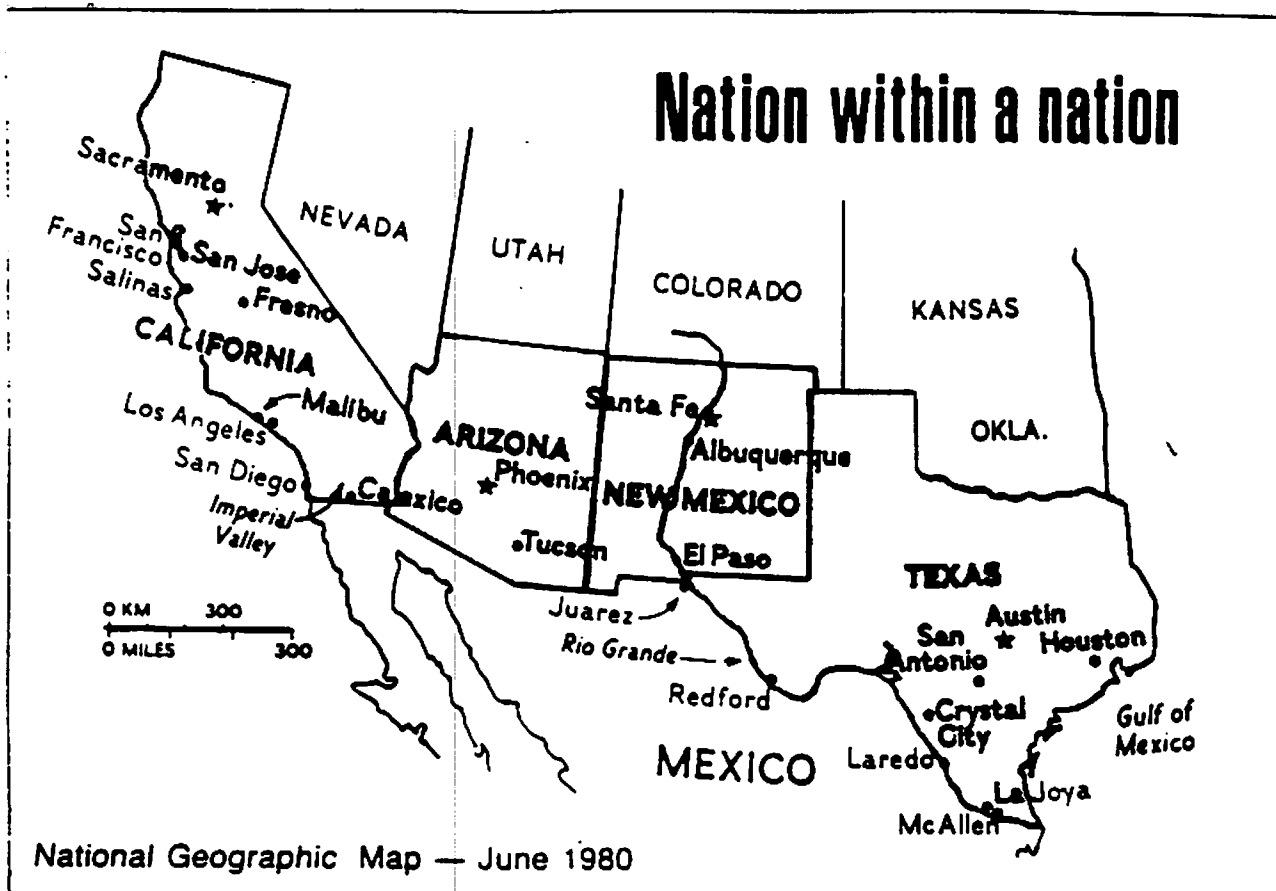 Nation within a nation
Sacramento
NEVADA
UTAH
COLORADO
KANSAS
San
Francisco
San Jose
Salinas
Fresno
CALIFORNIA
Malibu
Los Angeles
San Diego
Calexico
Imperial
Valley
ARIZONA
Phoenix
Tucson
Santa Fe
Albuquerque
NEW MEXICO
OKLA.
El Paso
Juarez
Rio Grande
Redford
TEXAS
Austin
San
Antonio
Houston
Crystal
City
Laredo
La Joya
McAllen
Gulf of
Mexico
MEXICO
0 KM 300
0 MILES 300
National Geographic Map — June 1980